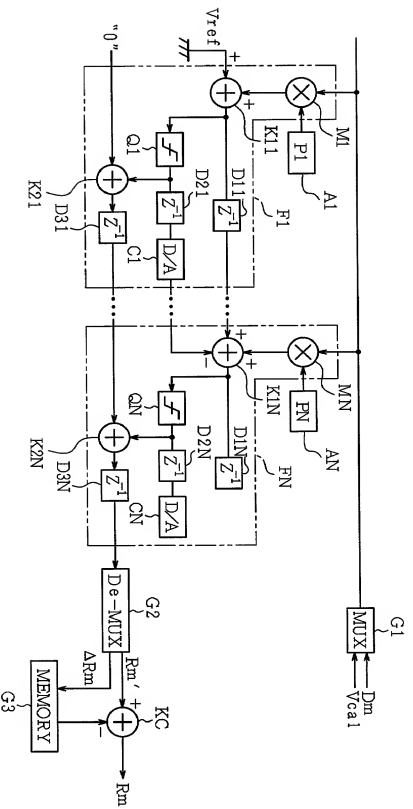 G1
MUX
Dm
Vcal
M1
P1
A1
MN
PN
AN
Vref
+
+
K11
D11
Z⁻¹
F1
+
+
−
K1N
D1N
Z⁻¹
FN
Q1
D21
Z⁻¹
C1
D/A
QN
D2N
Z⁻¹
CN
D/A
"0"
K21
D31
Z⁻¹
K2N
D3N
Z⁻¹
G2
De-MUX
Rm'
ΔRm
+
−
KC
Rm
MEMORY
G3